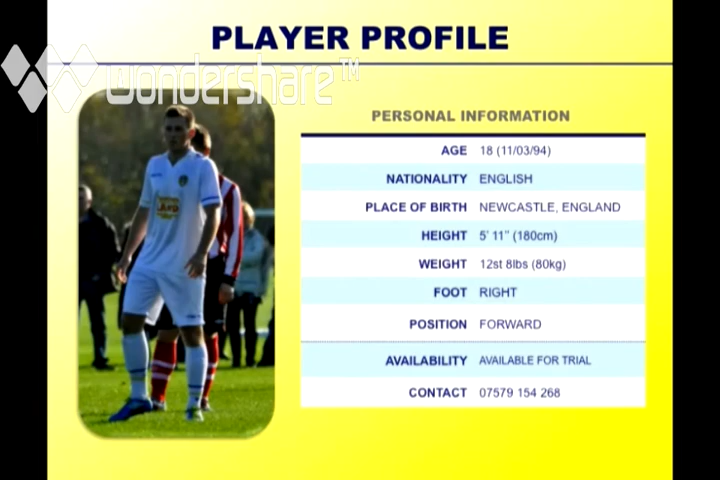 PLAYER PROFILE
wondershare™
PERSONAL INFORMATION
AGE 18 (11/03/94)
NATIONALITY ENGLISH
PLACE OF BIRTH NEWCASTLE, ENGLAND
HEIGHT 5' 11" (180cm)
WEIGHT 12st 8lbs (80kg)
FOOT RIGHT
POSITION FORWARD
AVAILABILITY AVAILABLE FOR TRIAL
CONTACT 07579 154 268